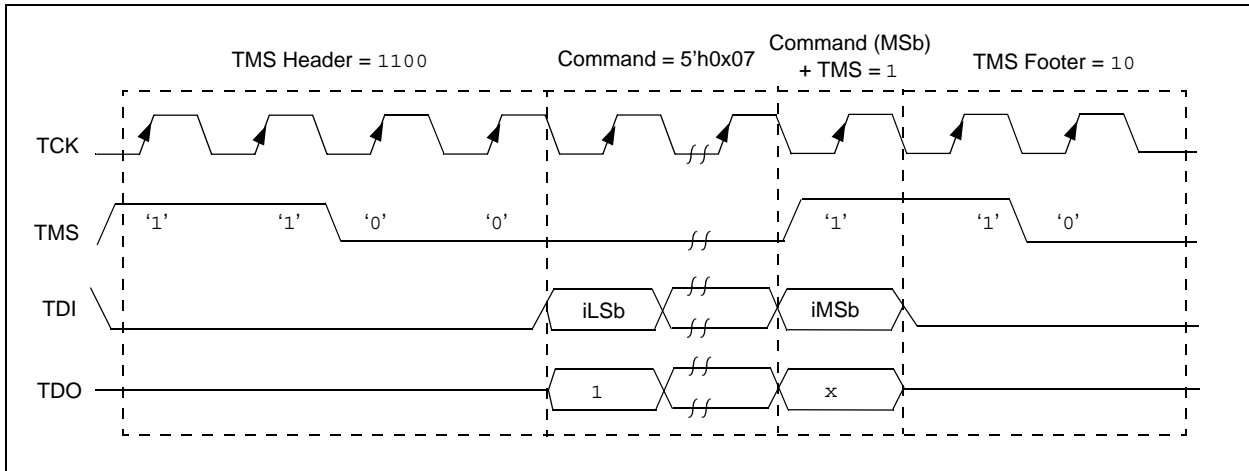 TMS Header = 1100
Command = 5'h0x07
Command (MSb)
+ TMS = 1
TMS Footer = 10
TCK
TMS
‘1’ ‘1’ ‘0’ ‘0’ ‘1’ ‘1’ ‘0’
TDI
iLSb iMSb
TDO
1 x